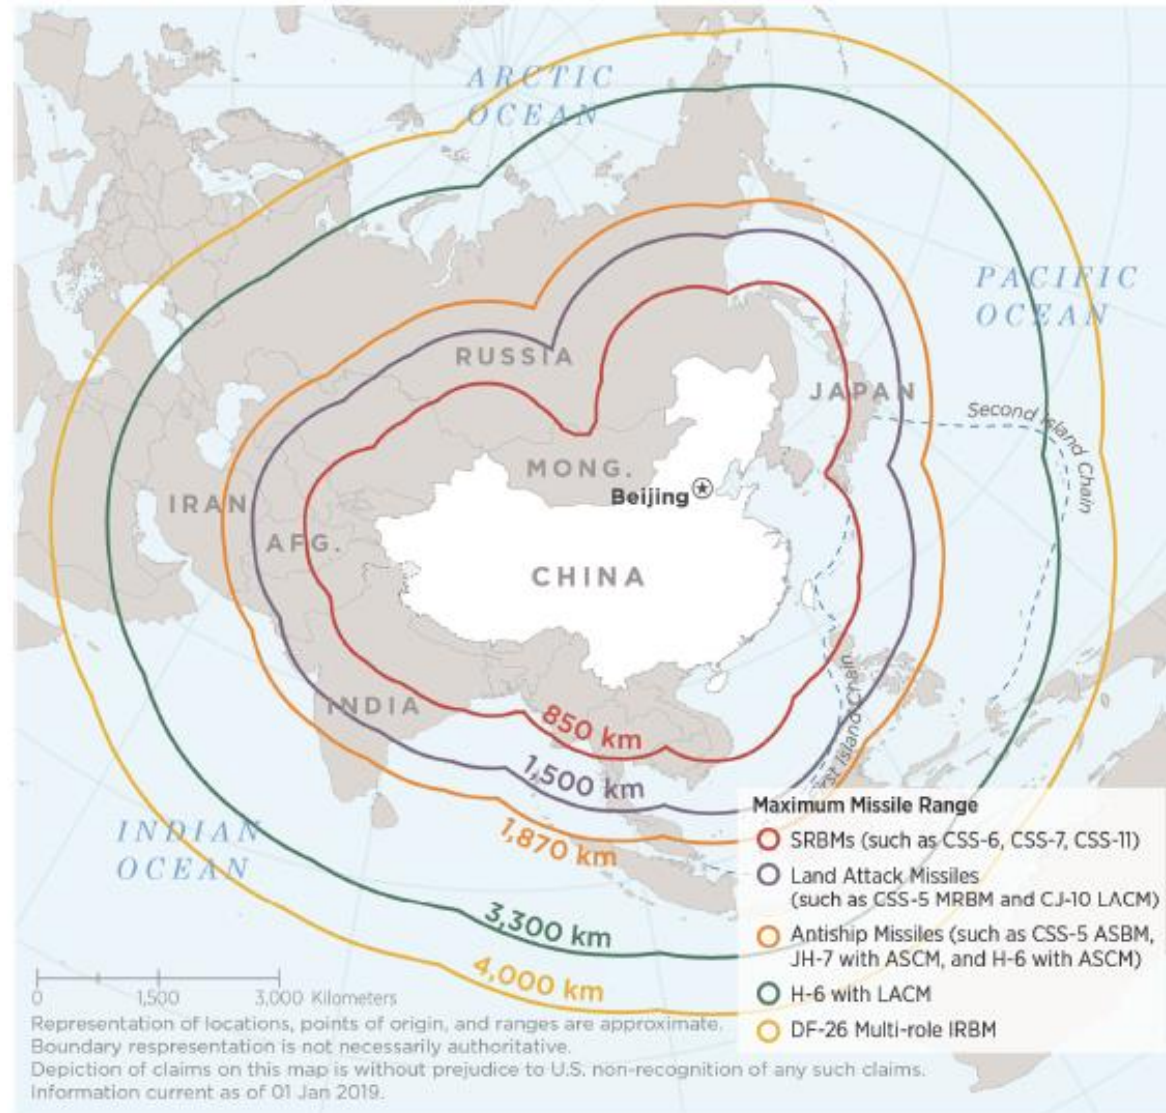 ARCTIC
OCEAN
PACIFIC
OCEAN
RUSSIA
JAPAN
Second Island Chain
MONG.
Beijing
IRAN
AFG.
CHINA
INDIA
First Island Chain
850 km
1,500 km
1,870 km
3,300 km
4,000 km
INDIAN
OCEAN
Maximum Missile Range
SRBMs (such as CSS-6, CSS-7, CSS-11)
Land Attack Missiles
(such as CSS-5 MRBM and CJ-10 LACM)
Antiship Missiles (such as CSS-5 ASBM,
JH-7 with ASCM, and H-6 with ASCM)
H-6 with LACM
DF-26 Multi-role IRBM
0 1,500 3,000 Kilometers
Representation of locations, points of origin, and ranges are approximate.
Boundary respresentation is not necessarily authoritative.
Depiction of claims on this map is without prejudice to U.S. non-recognition of any such claims.
Information current as of 01 Jan 2019.